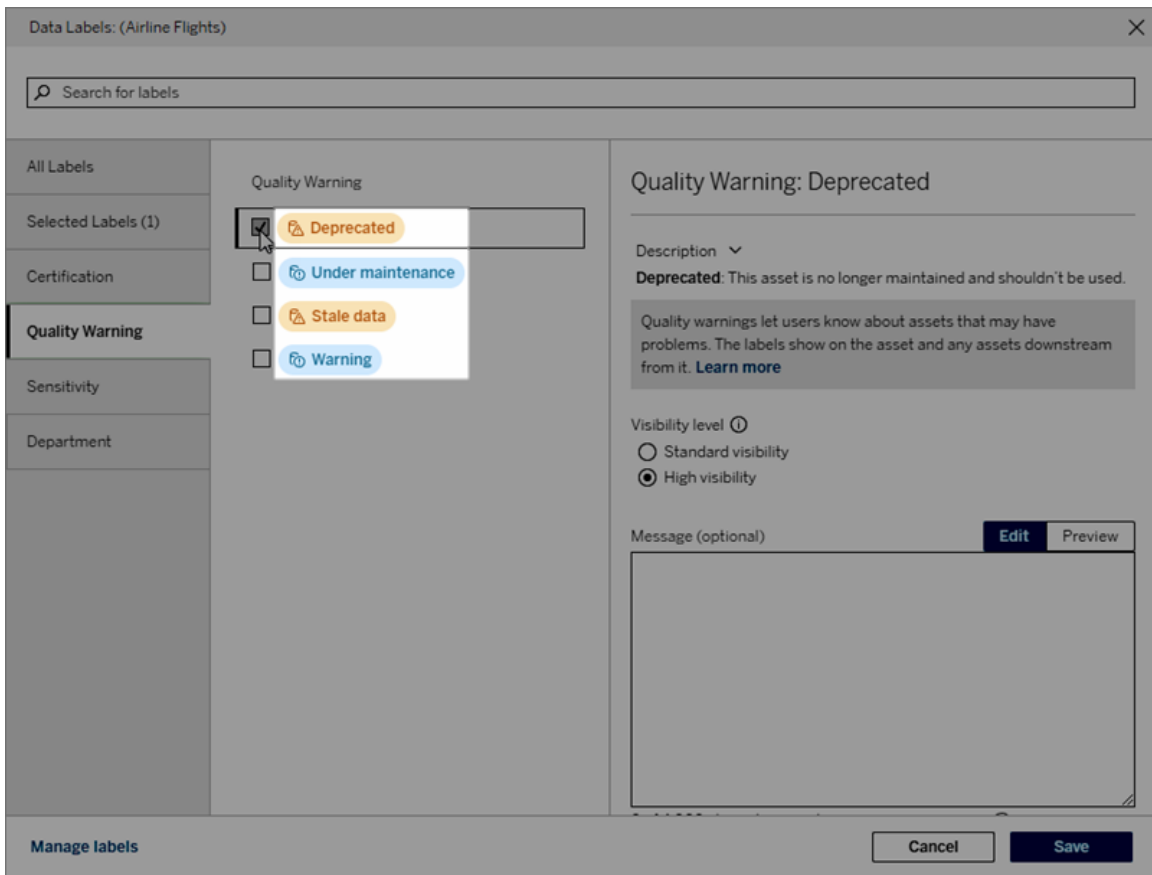 Data Labels: (Airline Flights)
Search for labels
All Labels
Selected Labels (1)
Certification
Quality Warning
Sensitivity
Department
Quality Warning
Deprecated
Under maintenance
Stale data
Warning
Quality Warning: Deprecated
Description
Deprecated: This asset is no longer maintained and shouldn't be used.
Quality warnings let users know about assets that may have
problems. The labels show on the asset and any assets downstream
from it. Learn more
Visibility level
Standard visibility
High visibility
Message (optional)
Edit
Preview
Manage labels
Cancel
Save